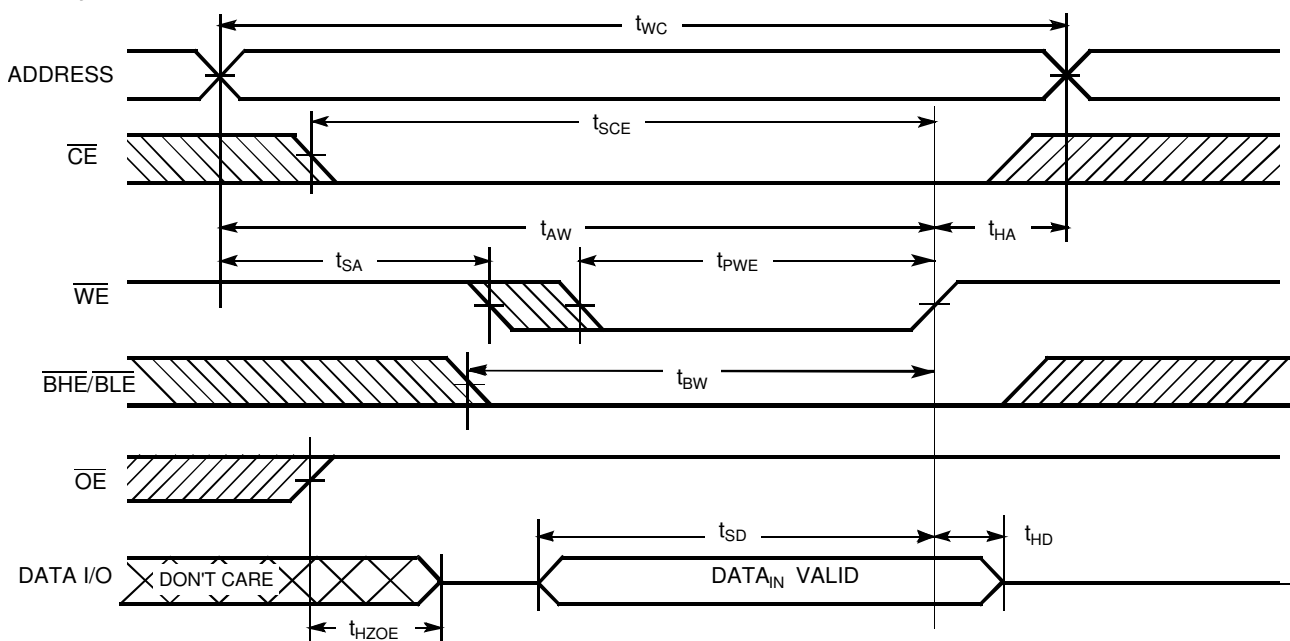 tWC
ADDRESS
tSCE
CE
tAW
tHA
tSA
tPWE
WE
BHE/BLE
tBW
OE
tSD
tHD
DATA I/O
DON'T CARE
DATAIN VALID
tHZOE